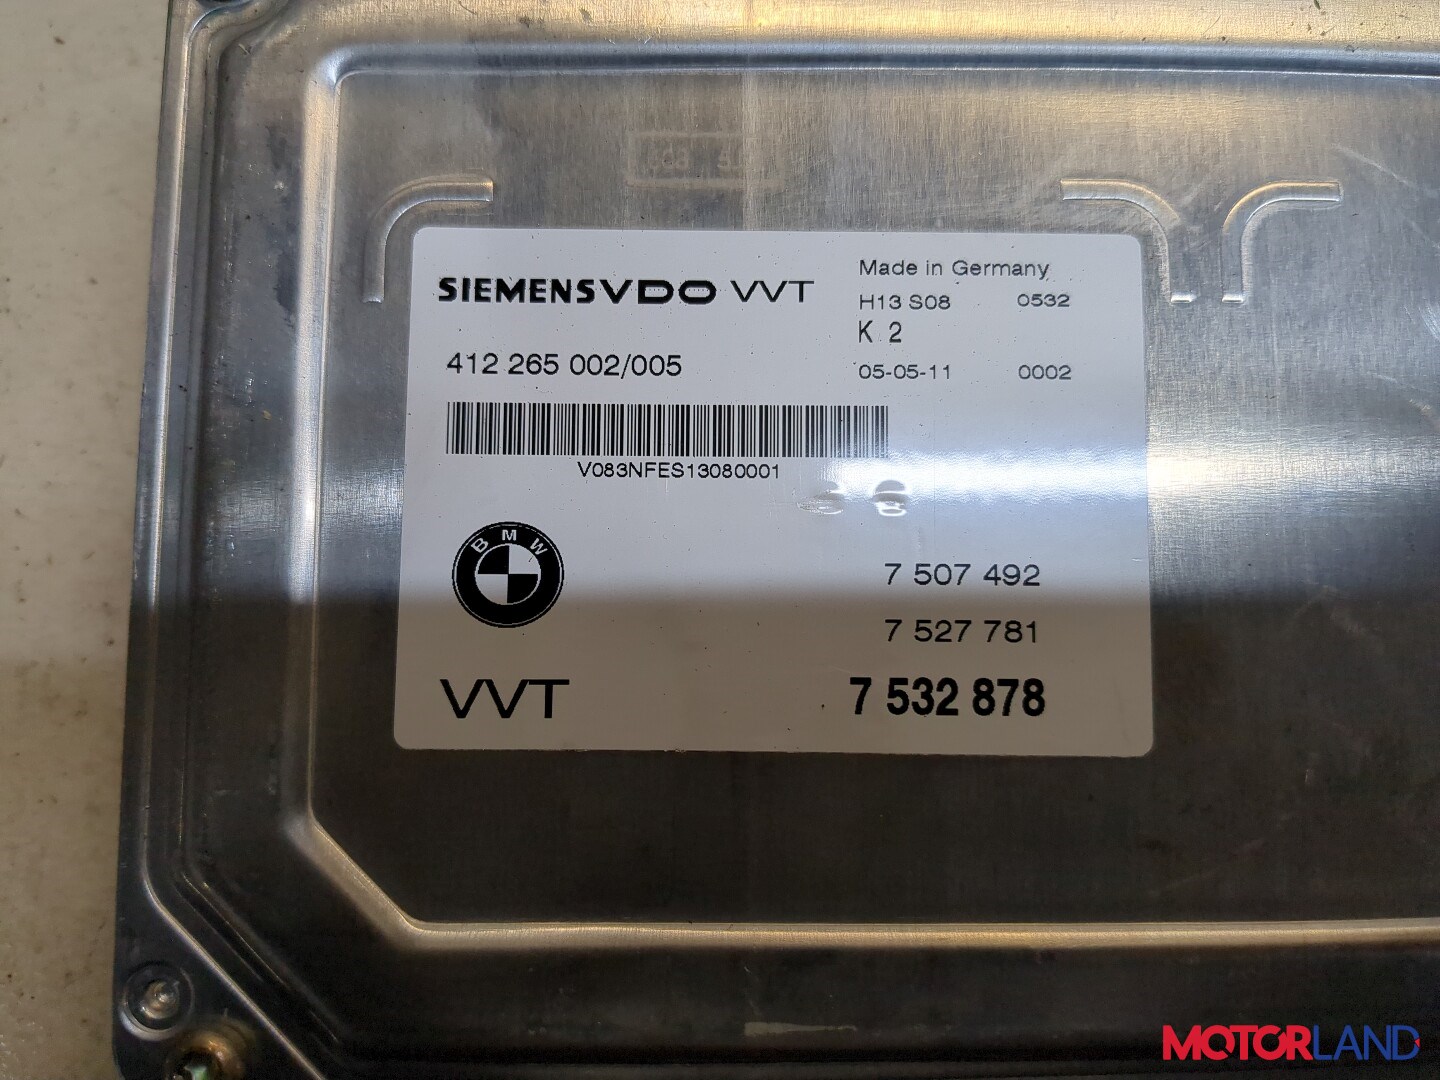 SIEMENSVDO VVT
Made in Germany
H13 S08 0532
K 2
412 265 002/005
05-05-11 0002
V083NFES13080001
BMW
7 507 492
7 527 781
VVT
7 532 878
MOTORLAND